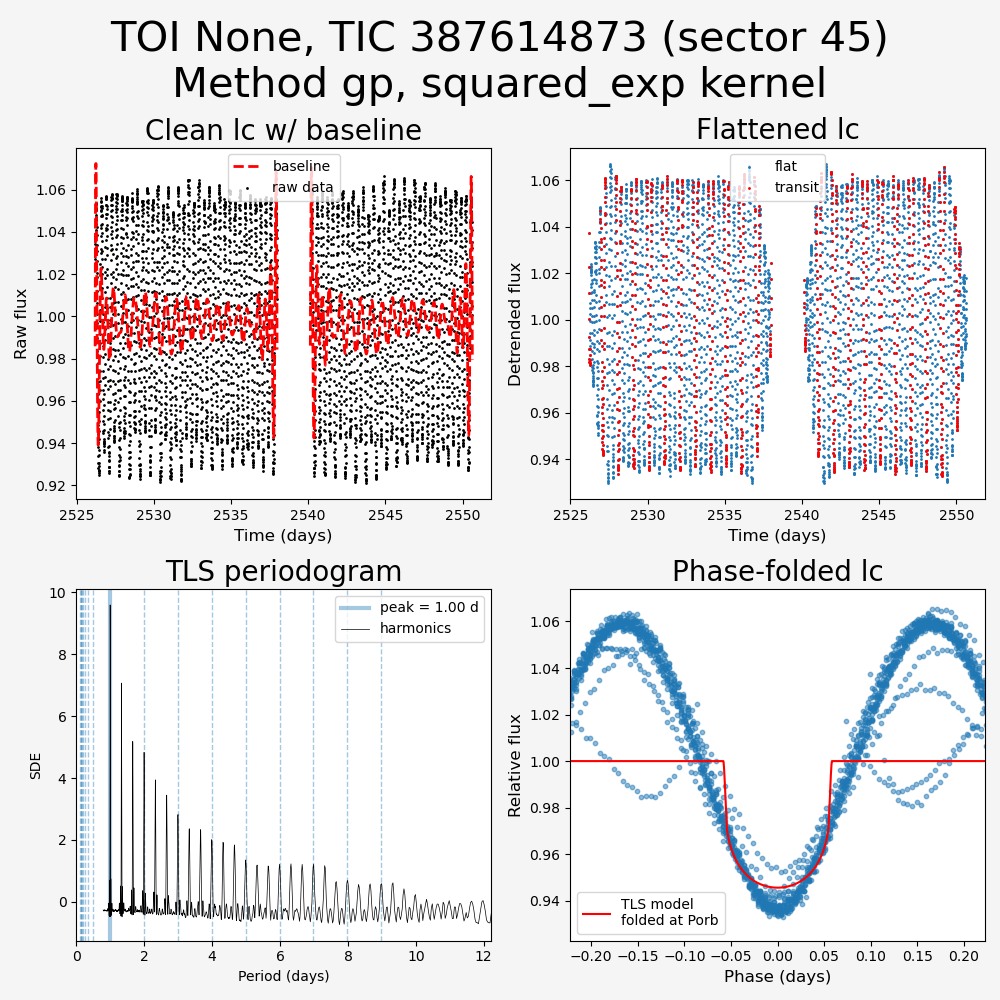 TOI None, TIC 387614873 (sector 45)
Method gp, squared_exp kernel
Clean lc w/ baseline
baseline
raw data
Raw flux
1.06
1.04
1.02
1.00
0.98
0.96
0.94
0.92
2525
2530
2535
2540
2545
2550
Time (days)
Flattened lc
flat
transit
Detrended flux
1.06
1.04
1.02
1.00
0.98
0.96
0.94
2525
2530
2535
2540
2545
2550
Time (days)
TLS periodogram
peak = 1.00 d
harmonics
SDE
10
8
6
4
2
0
0
2
4
6
8
10
12
Period (days)
Phase-folded lc
Relative flux
1.06
1.04
1.02
1.00
0.98
0.96
0.94
TLS model
folded at Porb
−0.20
−0.15
−0.10
−0.05
0.00
0.05
0.10
0.15
0.20
Phase (days)